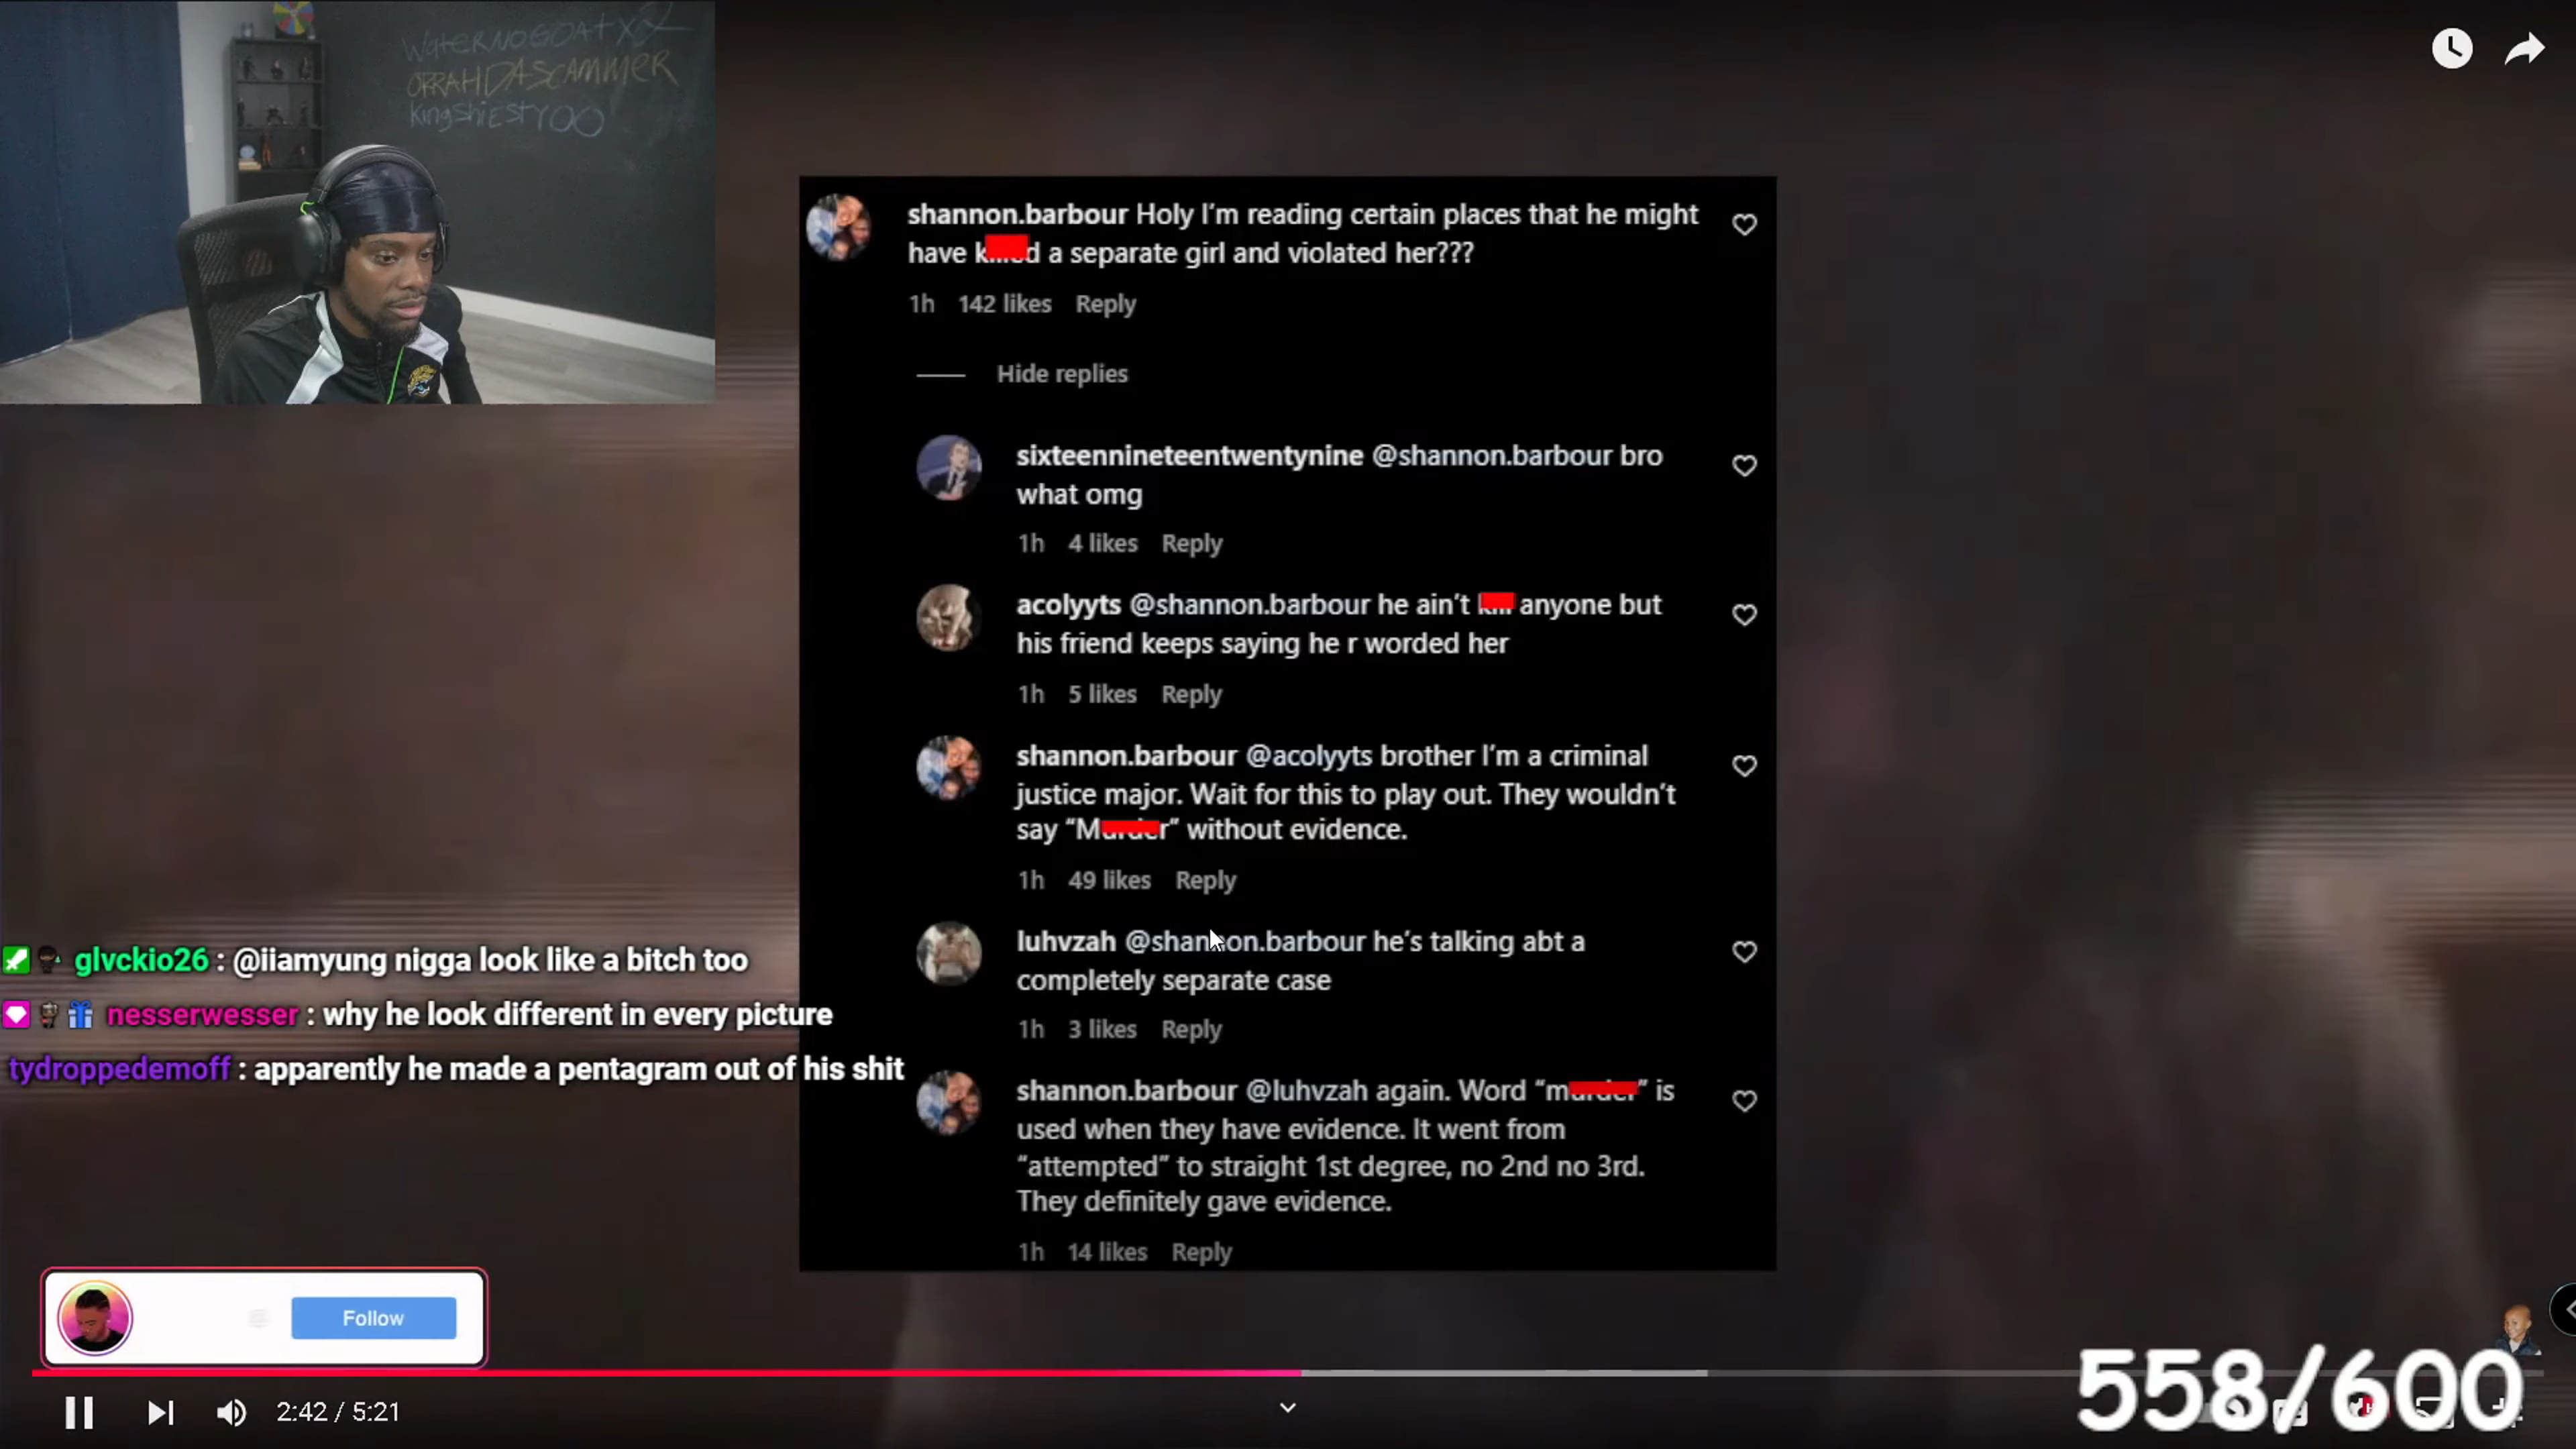 WaterNOGOATX2
ORRAHDASCAMMER
KingShiESTYOO
shannon.barbour Holy I'm reading certain places that he might
have killed a separate girl and violated her???
1h 142 likes Reply
Hide replies
sixteennineteentwentynine @shannon.barbour bro
what omg
1h 4 likes Reply
acolyyts @shannon.barbour he ain't kill anyone but
his friend keeps saying he r worded her
1h 5 likes Reply
shannon.barbour @acolyyts brother I'm a criminal
justice major. Wait for this to play out. They wouldn't
say “Murder” without evidence.
1h 49 likes Reply
luhvzah @shannon.barbour he's talking abt a
completely separate case
1h 3 likes Reply
shannon.barbour @luhvzah again. Word “murder” is
used when they have evidence. It went from
“attempted” to straight 1st degree, no 2nd no 3rd.
They definitely gave evidence.
1h 14 likes Reply
glvckio26 : @iiamyung nigga look like a bitch too
nesserwesser : why he look different in every picture
tydroppedemoff : apparently he made a pentagram out of his shit
Follow
2:42 / 5:21
558/600